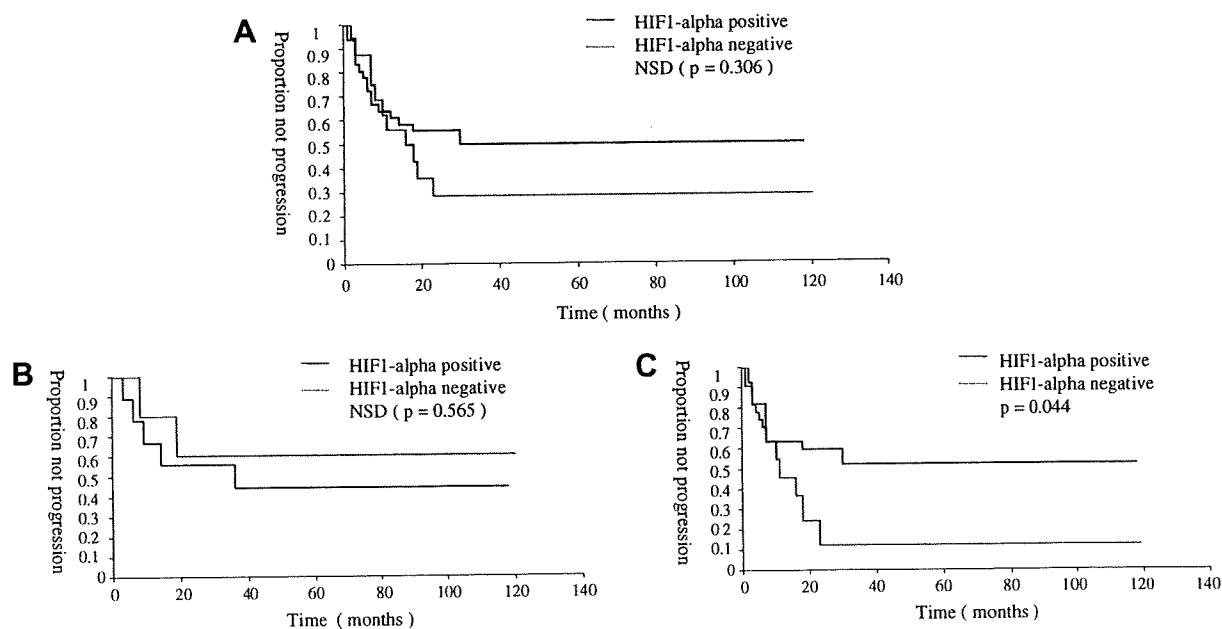 A
HIF1-alpha positive
HIF1-alpha negative
NSD ( p = 0.306 )
Proportion not progression
1
0.9
0.8
0.7
0.6
0.5
0.4
0.3
0.2
0.1
0
0 20 40 60 80 100 120 140
Time ( months )
B
HIF1-alpha positive
HIF1-alpha negative
NSD ( p = 0.565 )
Proportion not progression
1
0.9
0.8
0.7
0.6
0.5
0.4
0.3
0.2
0.1
0
0 20 40 60 80 100 120 140
Time ( months )
C
HIF1-alpha positive
HIF1-alpha negative
p = 0.044
Proportion not progression
1
0.9
0.8
0.7
0.6
0.5
0.4
0.3
0.2
0.1
0
0 20 40 60 80 100 120 140
Time ( months )